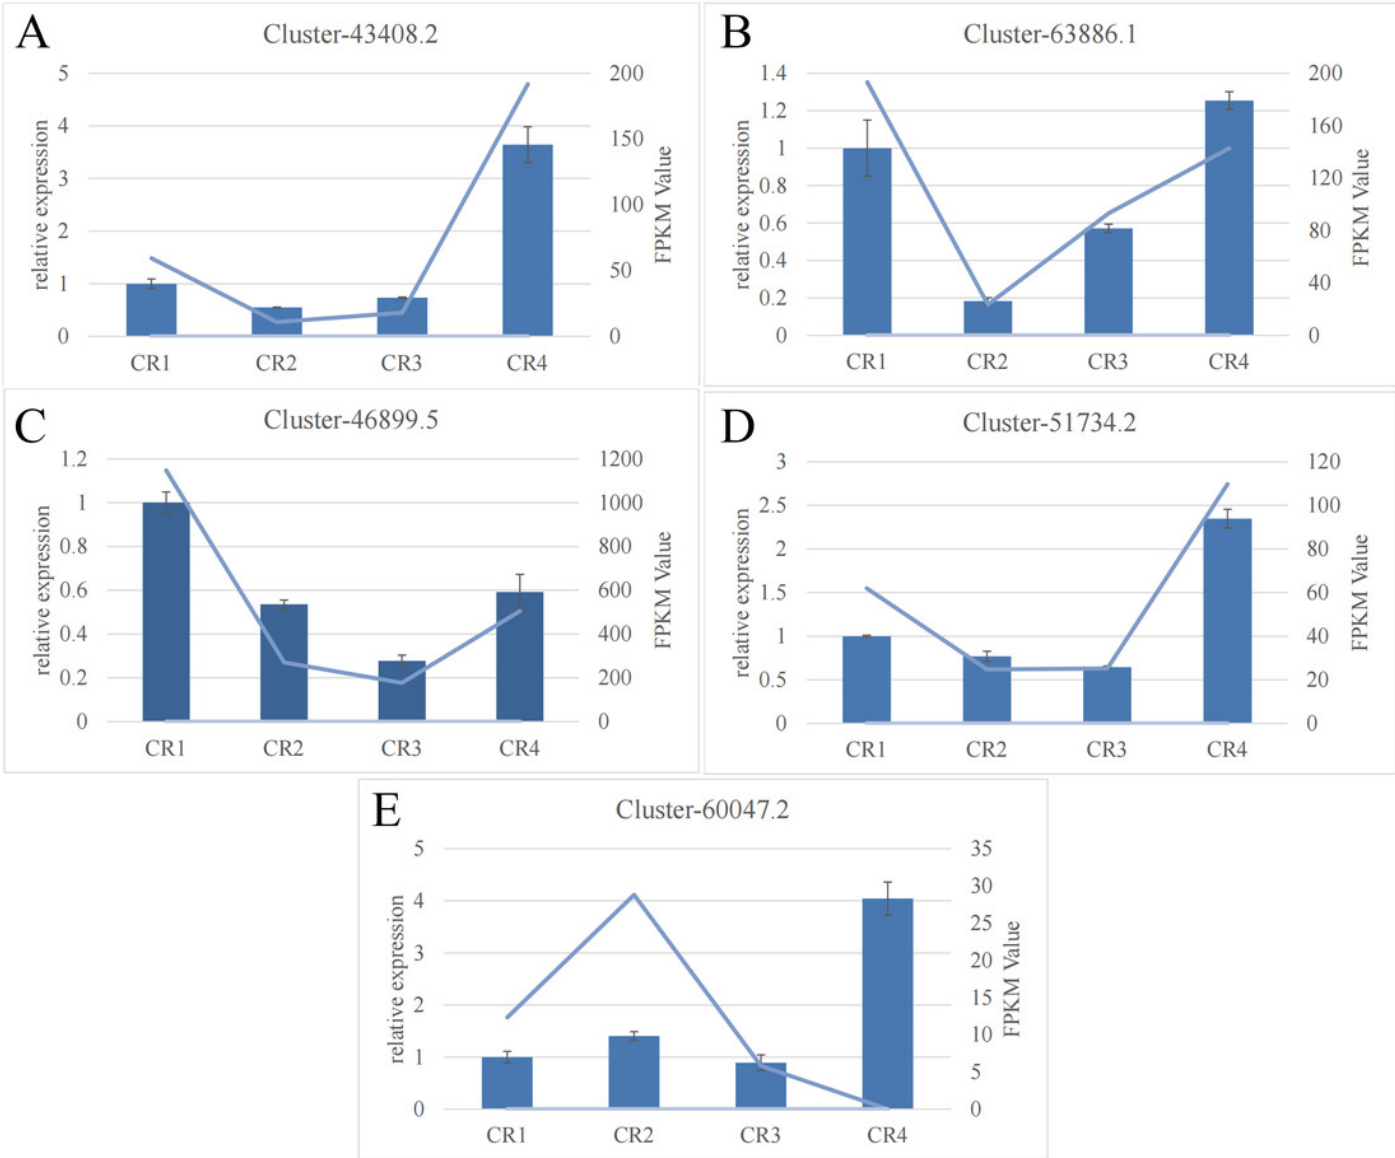 A
Cluster-43408.2
relative expression
5
4
3
2
1
0
200
150
100
50
0
FPKM Value
CR1 CR2 CR3 CR4
B
Cluster-63886.1
relative expression
1.4
1.2
1
0.8
0.6
0.4
0.2
0
200
160
120
80
40
0
FPKM Value
CR1 CR2 CR3 CR4
C
Cluster-46899.5
relative expression
1.2
1
0.8
0.6
0.4
0.2
0
1200
1000
800
600
400
200
0
FPKM Value
CR1 CR2 CR3 CR4
D
Cluster-51734.2
relative expression
3
2.5
2
1.5
1
0.5
0
120
100
80
60
40
20
0
FPKM Value
CR1 CR2 CR3 CR4
E
Cluster-60047.2
relative expression
5
4
3
2
1
0
35
30
25
20
15
10
5
0
FPKM Value
CR1 CR2 CR3 CR4